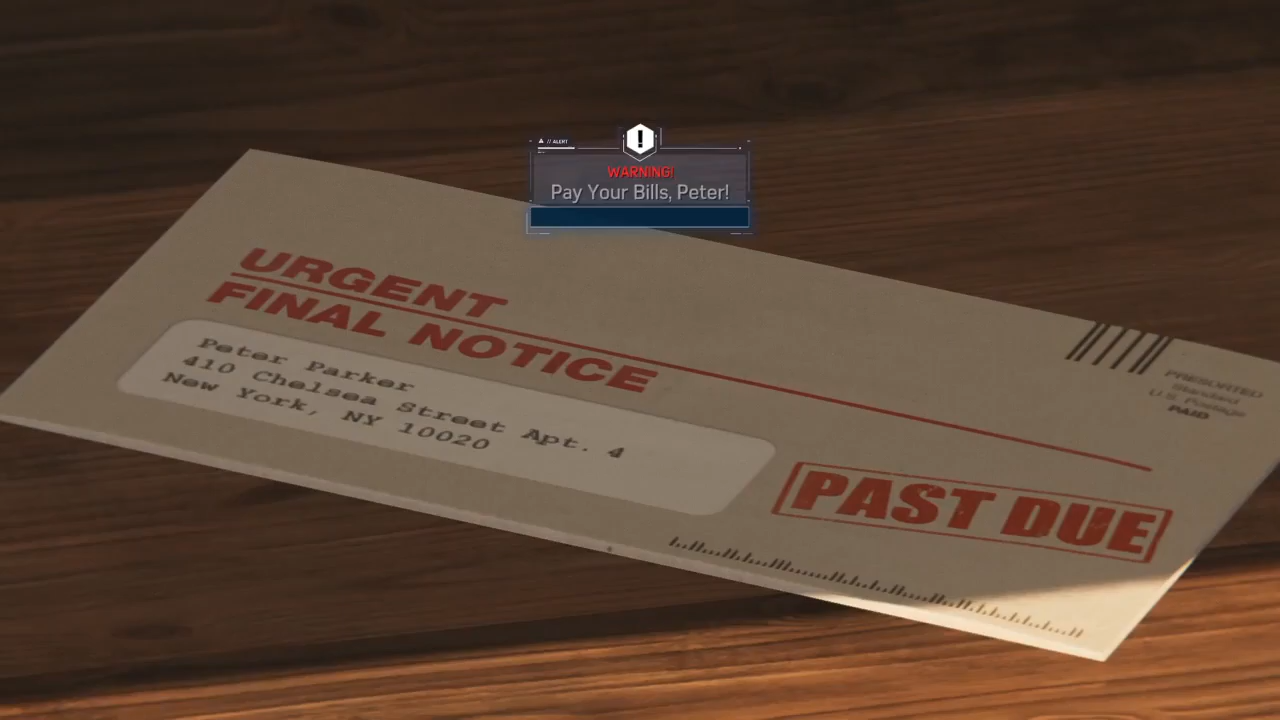 // ALERT
WARNING!
Pay Your Bills, Peter!
URGENT
FINAL NOTICE
Peter Parker
410 Chelsea Street Apt. 4
New York, NY 10020
PRESORTED
Standard
U.S. Postage
PAID
PAST DUE